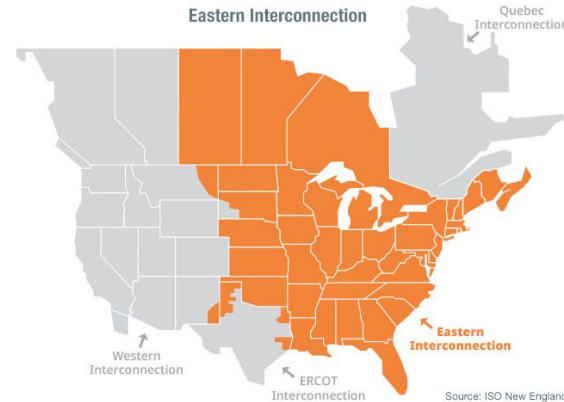 Eastern Interconnection
Quebec
Interconnection
Eastern
Interconnection
Western
Interconnection
ERCOT
Interconnection
Source: ISO New England